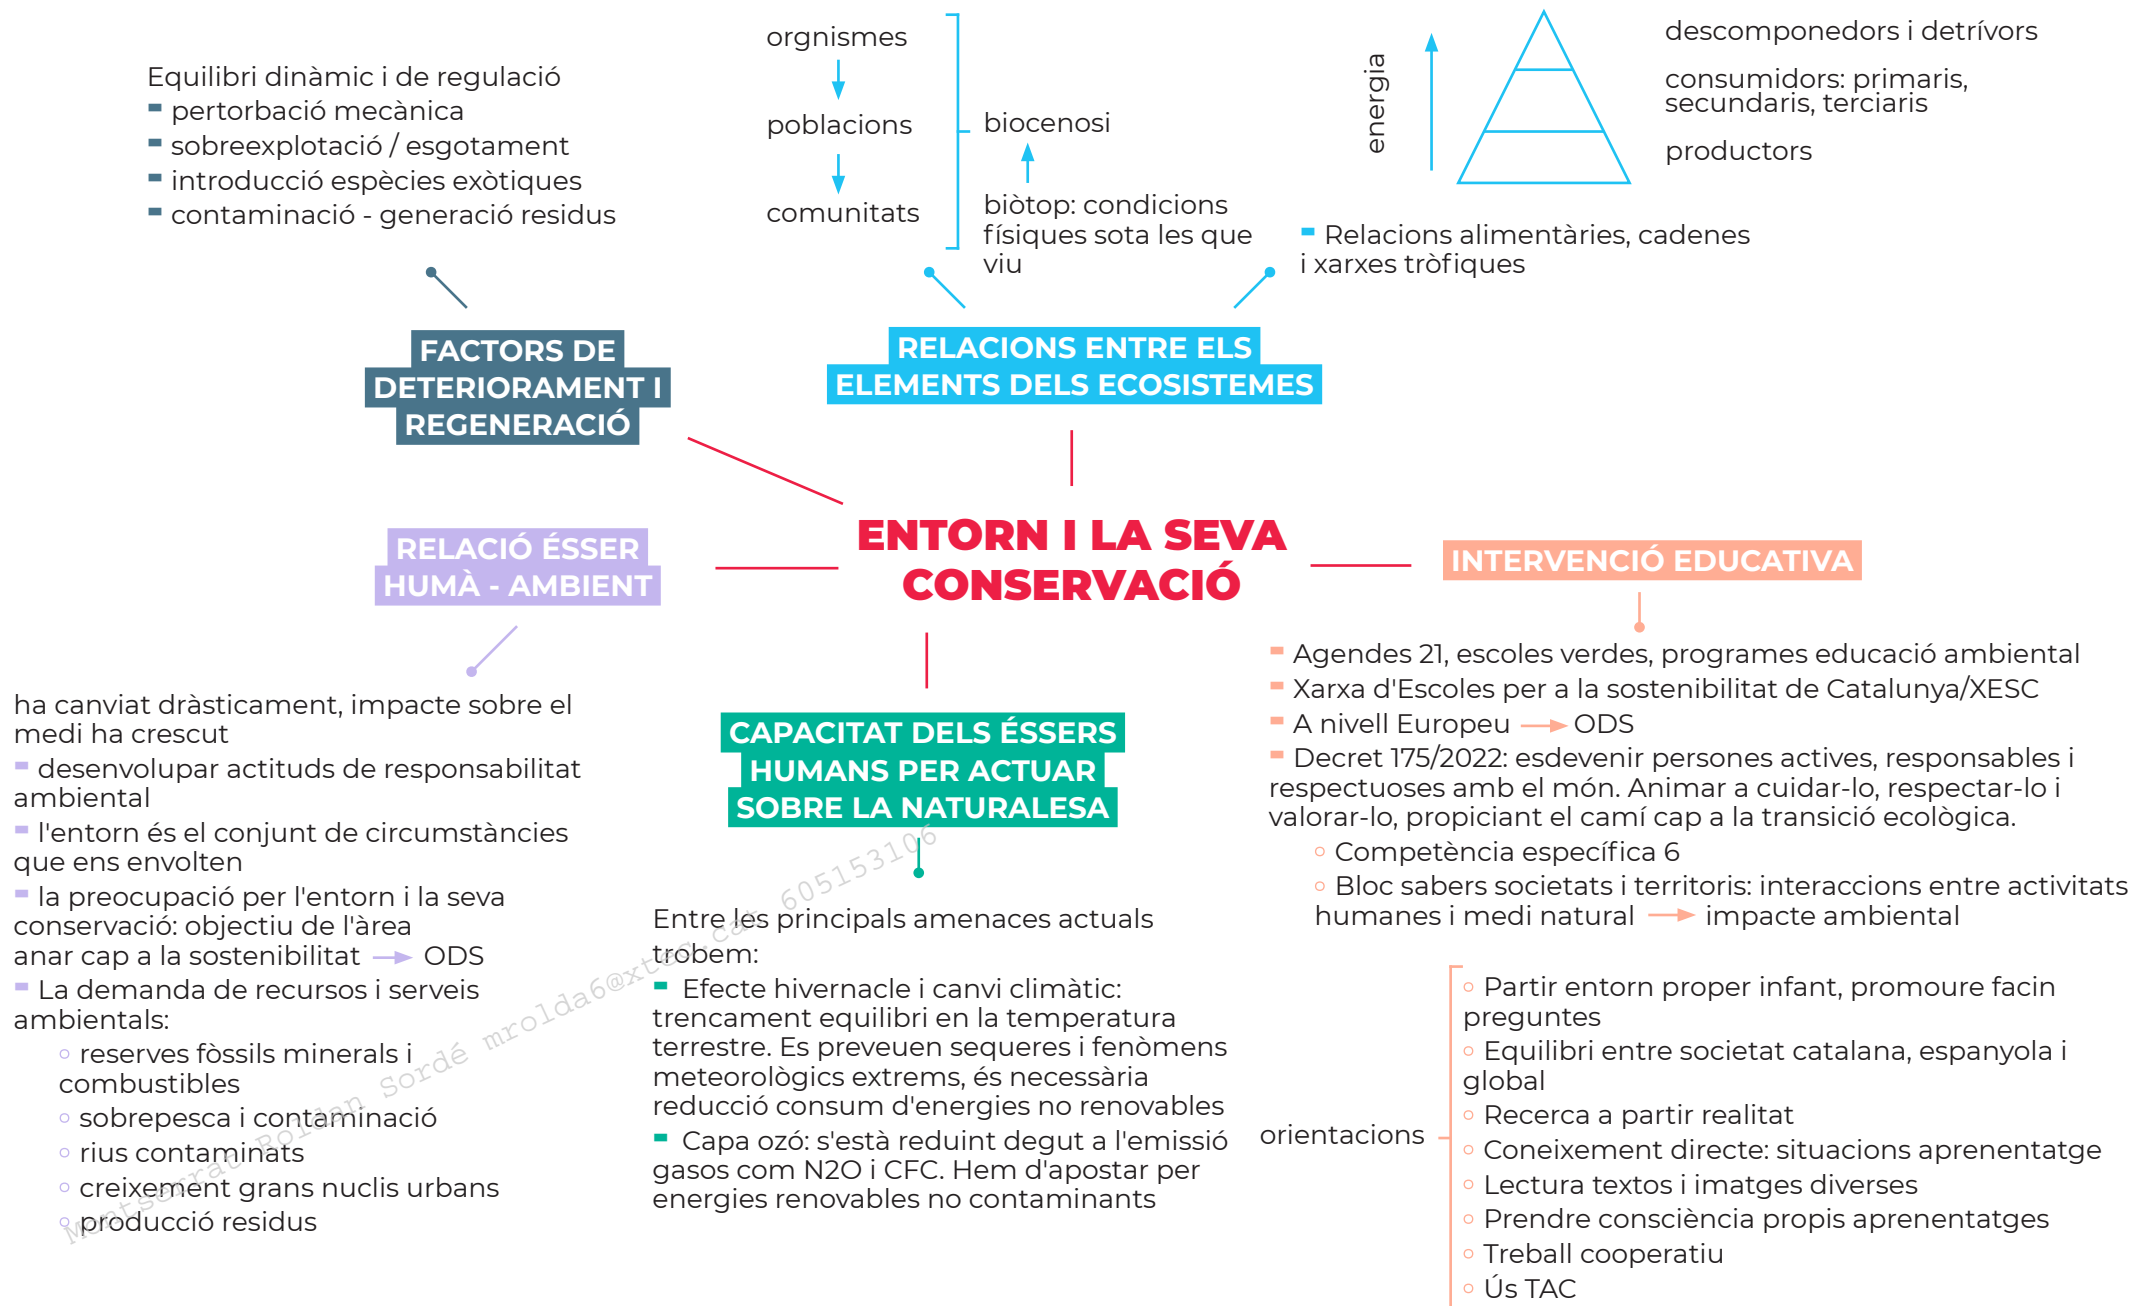 orgnismes
poblacions
comunitats
biocenosi
biòtop: condicions
físiques sota les que
viu
energia
descomponedors i detrívors
consumidors: primaris,
secundaris, terciaris
productors
Relacions alimentàries, cadenes
i xarxes tròfiques
Equilibri dinàmic i de regulació
pertorbació mecànica
sobreexplotació / esgotament
introducció espècies exòtiques
contaminació - generació residus
FACTORS DE
DETERIORAMENT I
REGENERACIÓ
RELACIONS ENTRE ELS
ELEMENTS DELS ECOSISTEMES
ENTORN I LA SEVA
CONSERVACIÓ
RELACIÓ ÉSSER
HUMÀ - AMBIENT
ha canviat dràsticament, impacte sobre el
medi ha crescut
desenvolupar actituds de responsabilitat
ambiental
l'entorn és el conjunt de circumstàncies
que ens envolten
la preocupació per l'entorn i la seva
conservació: objectiu de l'àrea
anar cap a la sostenibilitat → ODS
La demanda de recursos i serveis
ambientals:
reserves fòssils minerals i
combustibles
sobrepesca i contaminació
rius contaminats
creixement grans nuclis urbans
producció residus
CAPACITAT DELS ÉSSERS
HUMANS PER ACTUAR
SOBRE LA NATURALESA
Entre les principals amenaces actuals
trobem:
Efecte hivernacle i canvi climàtic:
trencament equilibri en la temperatura
terrestre. Es preveuen sequeres i fenòmens
meteorològics extrems, és necessària
reducció consum d'energies no renovables
Capa ozó: s'està reduint degut a l'emissió
gasos com N2O i CFC. Hem d'apostar per
energies renovables no contaminants
INTERVENCIÓ EDUCATIVA
Agendes 21, escoles verdes, programes educació ambiental
Xarxa d'Escoles per a la sostenibilitat de Catalunya/XESC
A nivell Europeu → ODS
Decret 175/2022: esdevenir persones actives, responsables i
respectuoses amb el món. Animar a cuidar-lo, respectar-lo i
valorar-lo, propiciant el camí cap a la transició ecològica.
Competència específica 6
Bloc sabers societats i territoris: interaccions entre activitats
humanes i medi natural → impacte ambiental
orientacions
Partir entorn proper infant, promoure facin
preguntes
Equilibri entre societat catalana, espanyola i
global
Recerca a partir realitat
Coneixement directe: situacions aprenentatge
Lectura textos i imatges diverses
Prendre consciència propis aprenentatges
Treball cooperatiu
Ús TAC
Montserrat Roldan Sordé mrolda6@xtec.cat 605153106